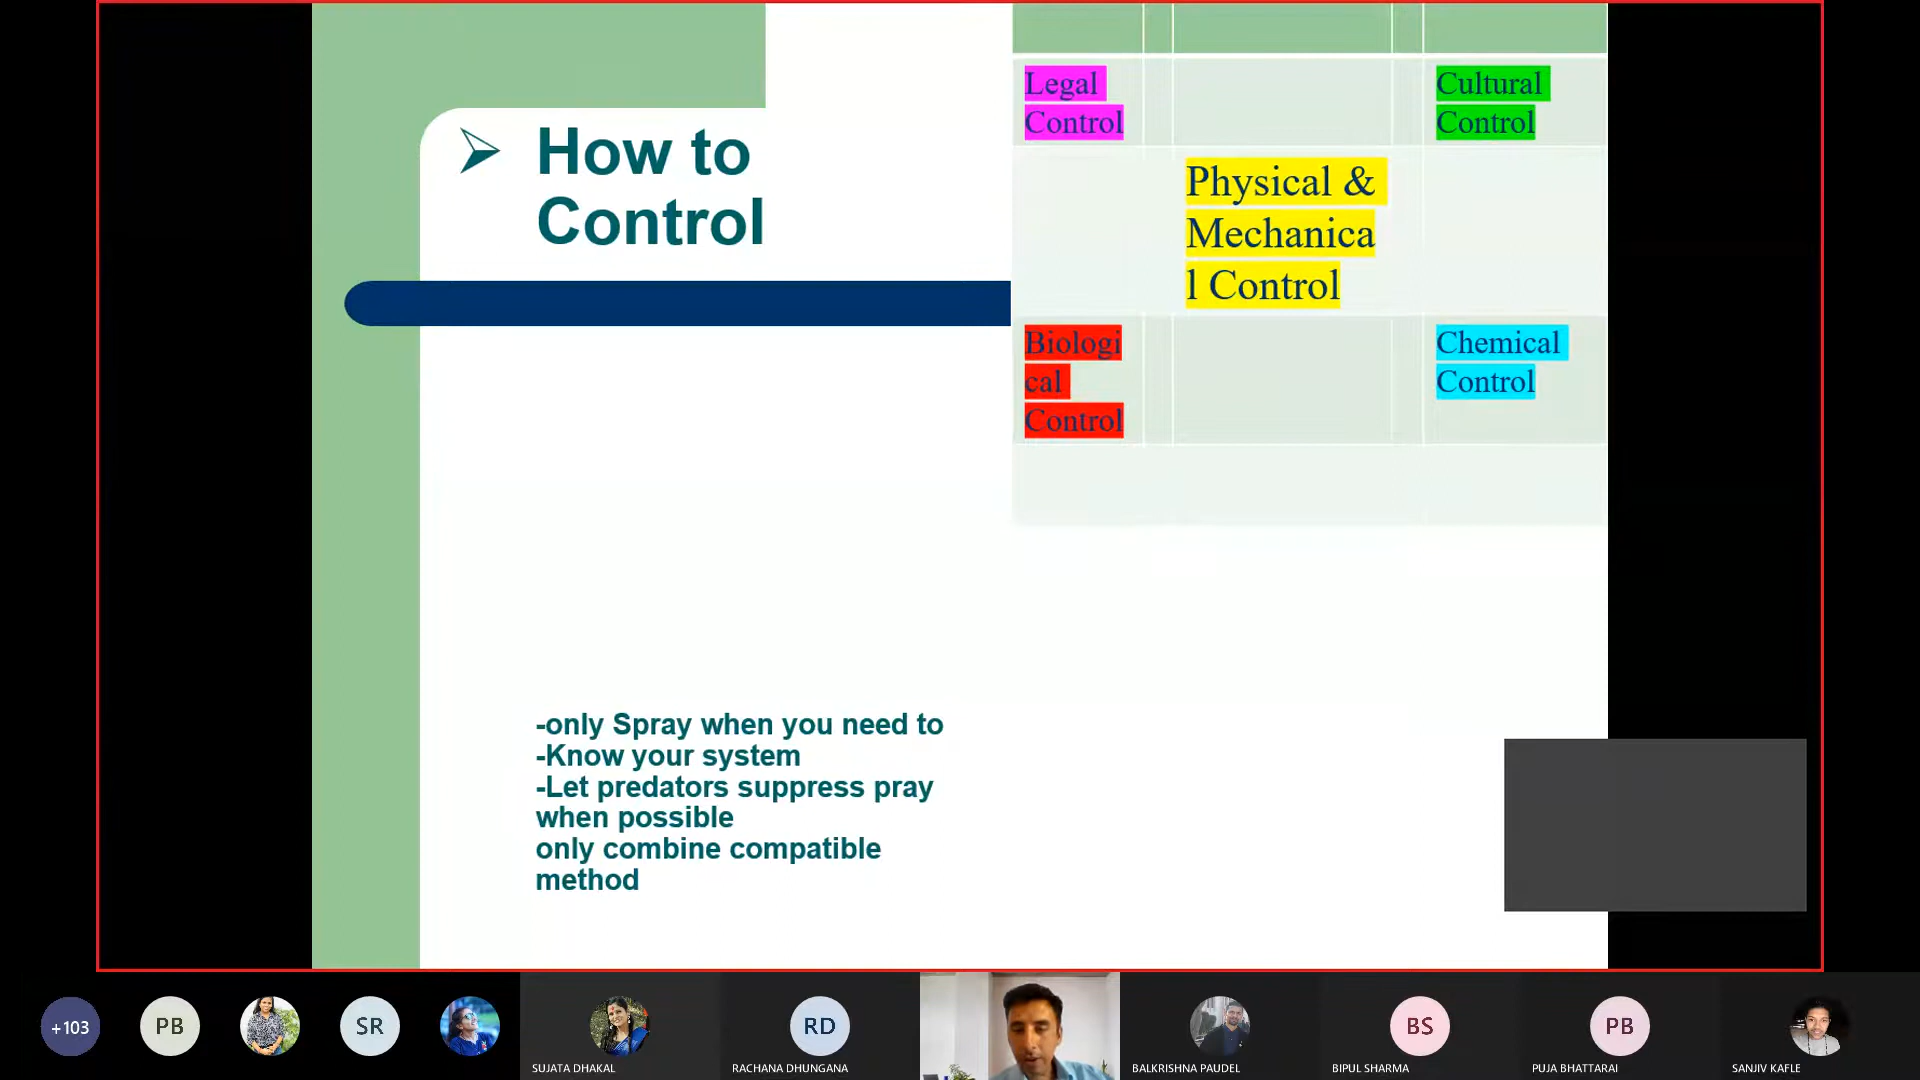 How to
Control
Legal
Control
Cultural
Control
Physical &
Mechanica
l Control
Biologi
cal
Control
Chemical
Control
-only Spray when you need to
-Know your system
-Let predators suppress pray
when possible
only combine compatible
method
+103
PB
SR
RD
BS
PB
SUJATA DHAKAL
RACHANA DHUNGANA
BALKRISHNA PAUDEL
BIPUL SHARMA
PUJA BHATTARAI
SANJIV KAFLE